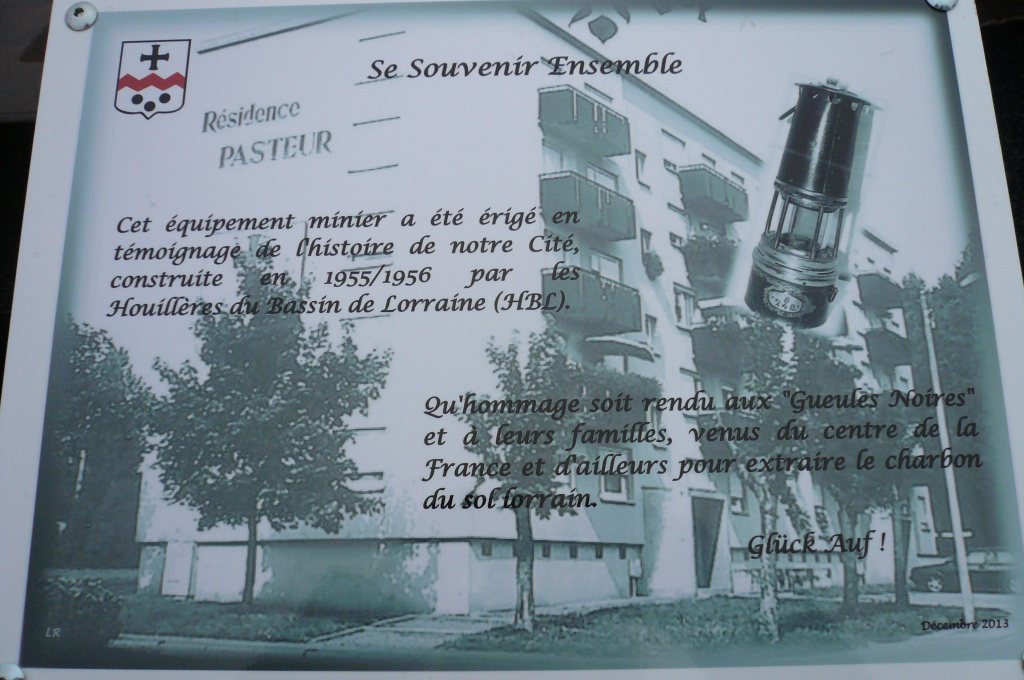 Se Souvenir Ensemble
Résidence
PASTEUR
Cet équipement minier a été érigé en
témoignage de l'histoire de notre Cité,
construite en 1955/1956 par les
Houillères du Bassin de Lorraine (HBL).
Qu'hommage soit rendu aux "Gueules Noires"
et à leurs familles, venus du centre de la
France et d'ailleurs pour extraire le charbon
du sol lorrain.
Glück Auf !
LR
Décembre 2013